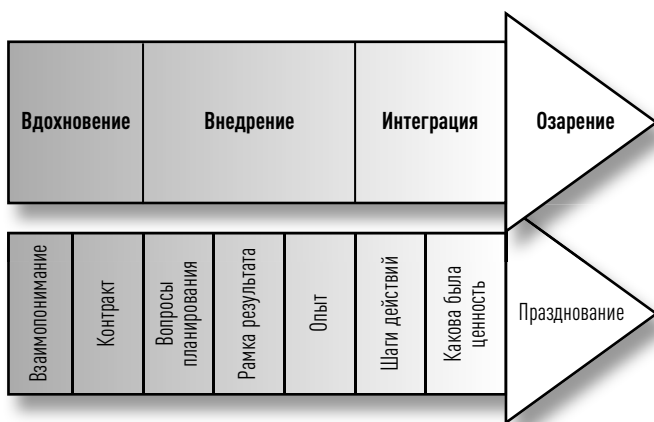 Вдохновение
Внедрение
Интеграция
Озарение
Взаимопонимание
Контракт
Вопросы
планирования
Рамка результата
Опыт
Шаги действий
Какова была
ценность
Празднование